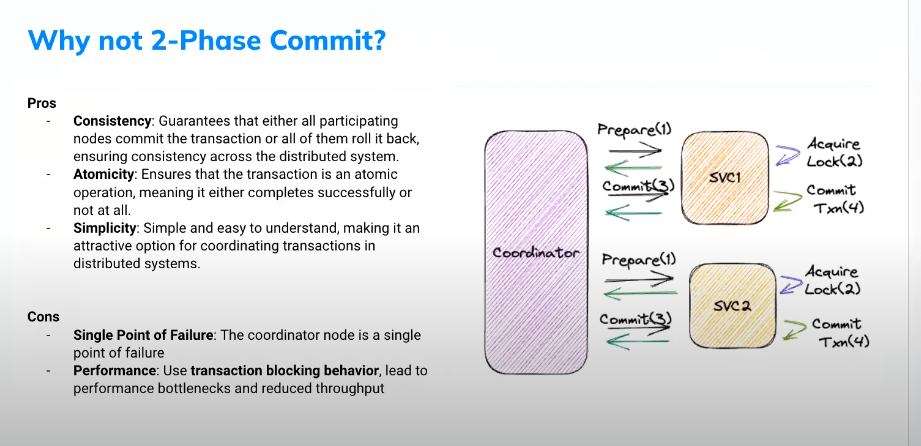 Why not 2-Phase Commit?
Pros
- Consistency: Guarantees that either all participating
nodes commit the transaction or all of them roll it back,
ensuring consistency across the distributed system.
- Atomicity: Ensures that the transaction is an atomic
operation, meaning it either completes successfully or
not at all.
- Simplicity: Simple and easy to understand, making it an
attractive option for coordinating transactions in
distributed systems.
Cons
- Single Point of Failure: The coordinator node is a single
point of failure
- Performance: Use transaction blocking behavior, lead to
performance bottlenecks and reduced throughput
Coordinator
Prepare(1)
Commit(3)
SVC1
Acquire
Lock(2)
Commit
Txn(4)
Prepare(1)
Commit(3)
SVC2
Acquire
Lock(2)
Commit
Txn(4)